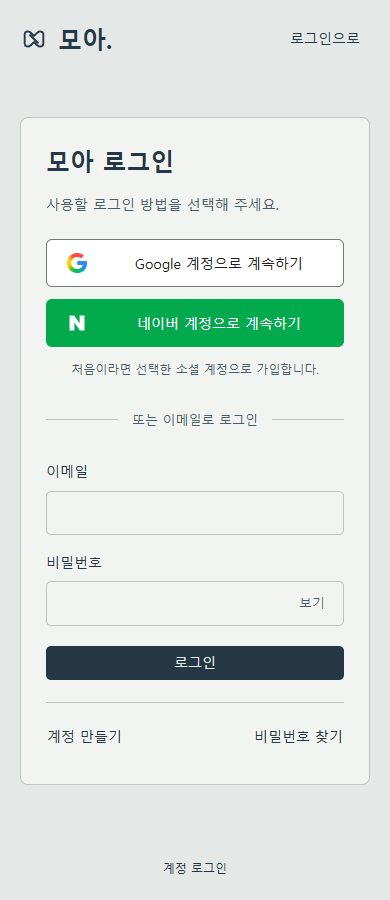 모아.
로그인으로
모아 로그인
사용할 로그인 방법을 선택해 주세요.
Google 계정으로 계속하기
N 네이버 계정으로 계속하기
처음이라면 선택한 소셜 계정으로 가입합니다.
또는 이메일로 로그인
이메일
비밀번호
보기
로그인
계정 만들기
비밀번호 찾기
계정 로그인